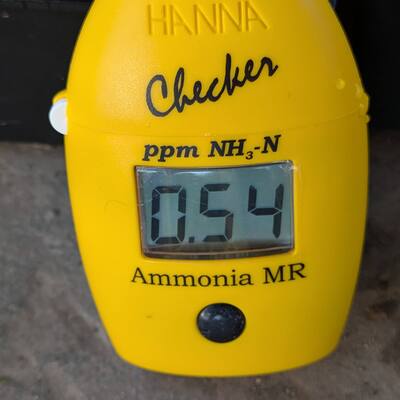 HANNA
Checker
ppm NH₃-N
0.54
Ammonia MR